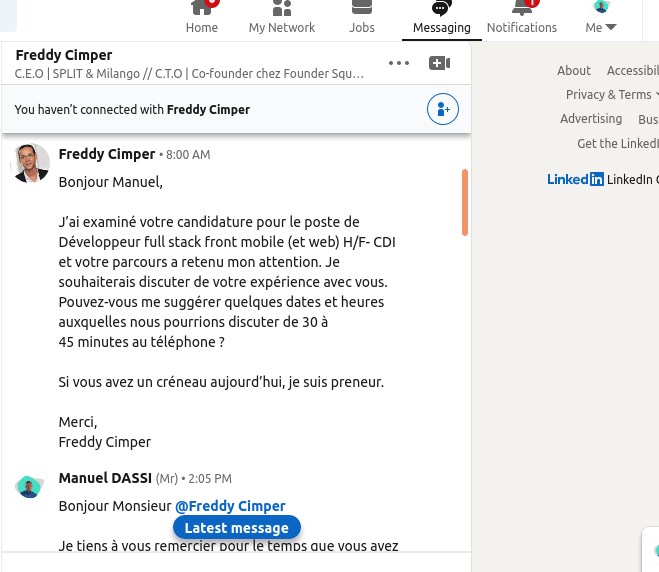 Home
My Network
Jobs
Messaging
1
Notifications
Me
Freddy Cimper
C.E.O | SPLIT & Milango // C.T.O | Co-founder chez Founder Squ…
You haven’t connected with Freddy Cimper
Freddy Cimper • 8:00 AM
Bonjour Manuel,
J’ai examiné votre candidature pour le poste de
Développeur full stack front mobile (et web) H/F- CDI
et votre parcours a retenu mon attention. Je
souhaiterais discuter de votre expérience avec vous.
Pouvez-vous me suggérer quelques dates et heures
auxquelles nous pourrions discuter de 30 à
45 minutes au téléphone ?
Si vous avez un créneau aujourd’hui, je suis preneur.
Merci,
Freddy Cimper
Manuel DASSI (Mr) • 2:05 PM
Bonjour Monsieur @Freddy Cimper
Latest message
Je tiens à vous remercier pour le temps que vous avez
About Accessibil
Privacy & Terms
Advertising Bus
Get the LinkedI
Linkedin LinkedIn C